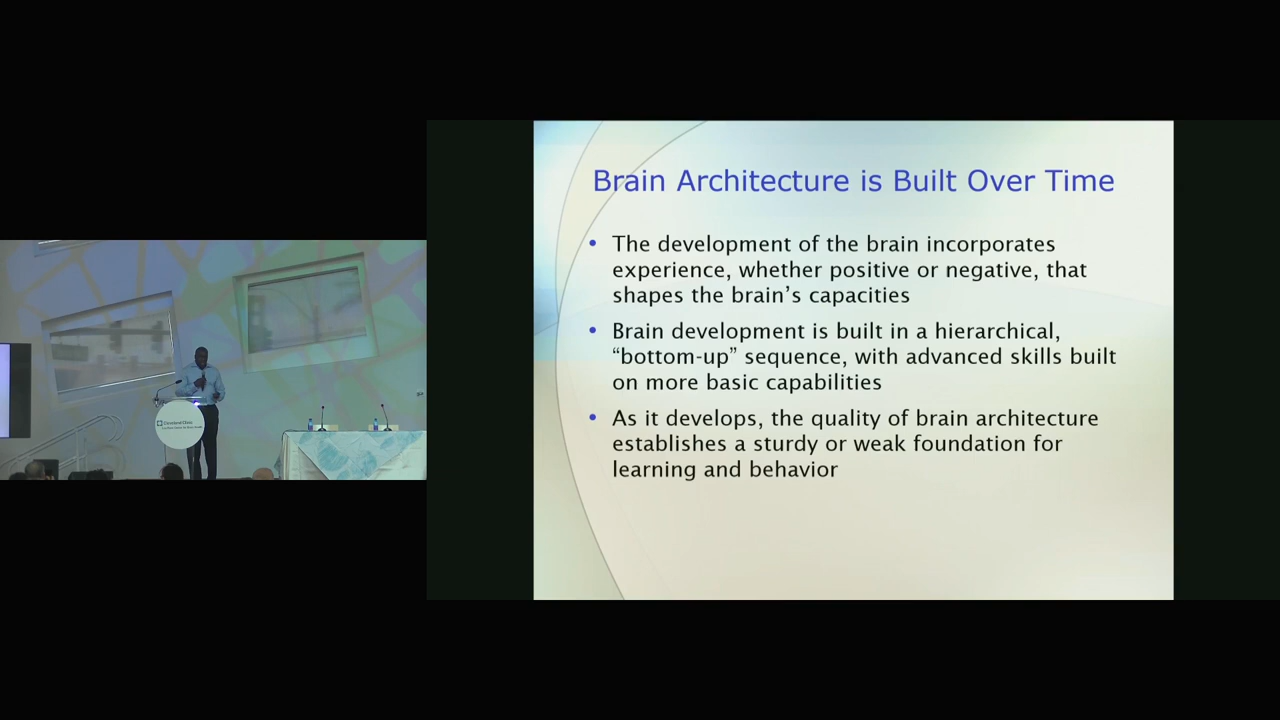 Brain Architecture is Built Over Time
• The development of the brain incorporates
experience, whether positive or negative, that
shapes the brain’s capacities
• Brain development is built in a hierarchical,
“bottom-up” sequence, with advanced skills built
on more basic capabilities
• As it develops, the quality of brain architecture
establishes a sturdy or weak foundation for
learning and behavior
Cleveland Clinic